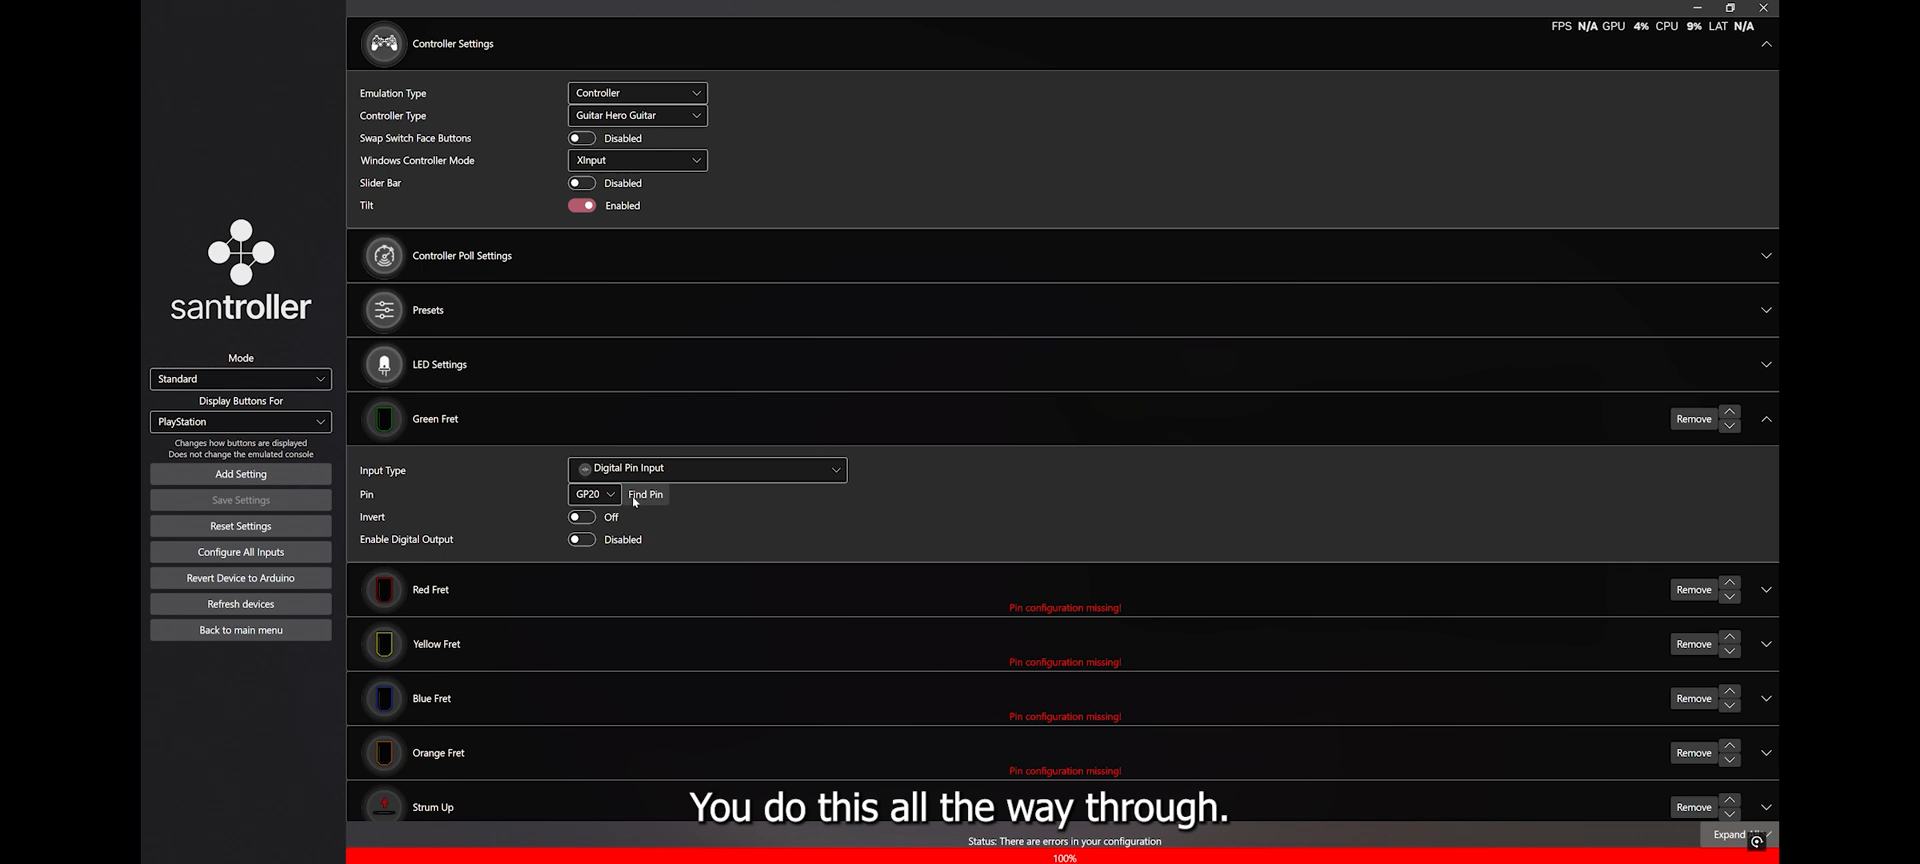 FPS N/A GPU 4% CPU 9% LAT N/A
Controller Settings
Emulation Type Controller
Controller Type Guitar Hero Guitar
Swap Switch Face Buttons Disabled
Windows Controller Mode XInput
Slider Bar Disabled
Tilt Enabled
Controller Poll Settings
Presets
LED Settings
Green Fret Remove
Input Type Digital Pin Input
Pin GP20 Find Pin
Invert Off
Enable Digital Output Disabled
Red Fret Remove
Pin configuration missing!
Yellow Fret Remove
Pin configuration missing!
Blue Fret Remove
Pin configuration missing!
Orange Fret Remove
Pin configuration missing!
Strum Up Remove
santroller
Mode
Standard
Display Buttons For
PlayStation
Changes how buttons are displayed
Does not change the emulated console
Add Setting
Save Settings
Reset Settings
Configure All Inputs
Revert Device to Arduino
Refresh devices
Back to main menu
You do this all the way through.
Expand
Status: There are errors in your configuration
100%